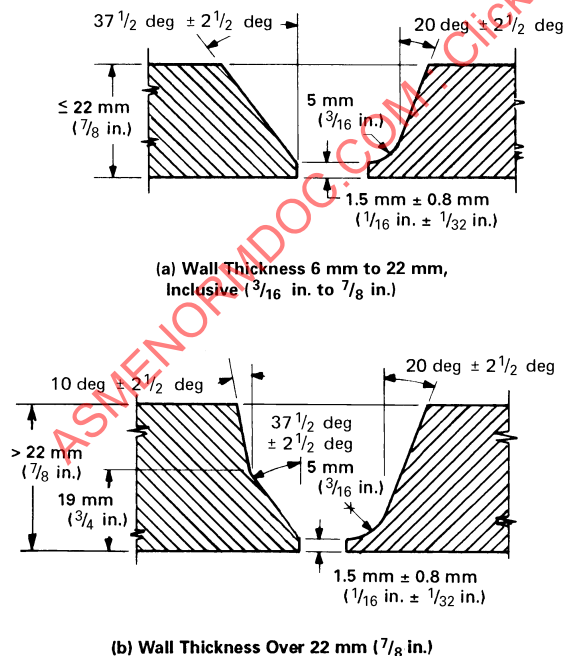 37 1/2 deg ± 2 1/2 deg
20 deg ± 2 1/2 deg
≤ 22 mm
(7/8 in.)
5 mm
(3/16 in.)
1.5 mm ± 0.8 mm
(1/16 in. ± 1/32 in.)
(a) Wall Thickness 6 mm to 22 mm,
Inclusive (3/16 in. to 7/8 in.)
10 deg ± 2 1/2 deg
20 deg ± 2 1/2 deg
37 1/2 deg
± 2 1/2 deg
> 22 mm
(7/8 in.)
19 mm
(3/4 in.)
5 mm
(3/16 in.)
1.5 mm ± 0.8 mm
(1/16 in. ± 1/32 in.)
(b) Wall Thickness Over 22 mm (7/8 in.)
ASMENORMDOC.COM : Click